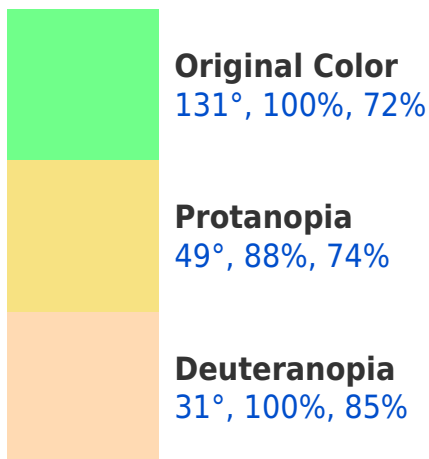 Original Color
131°, 100%, 72%
Protanopia
49°, 88%, 74%
Deuteranopia
31°, 100%, 85%